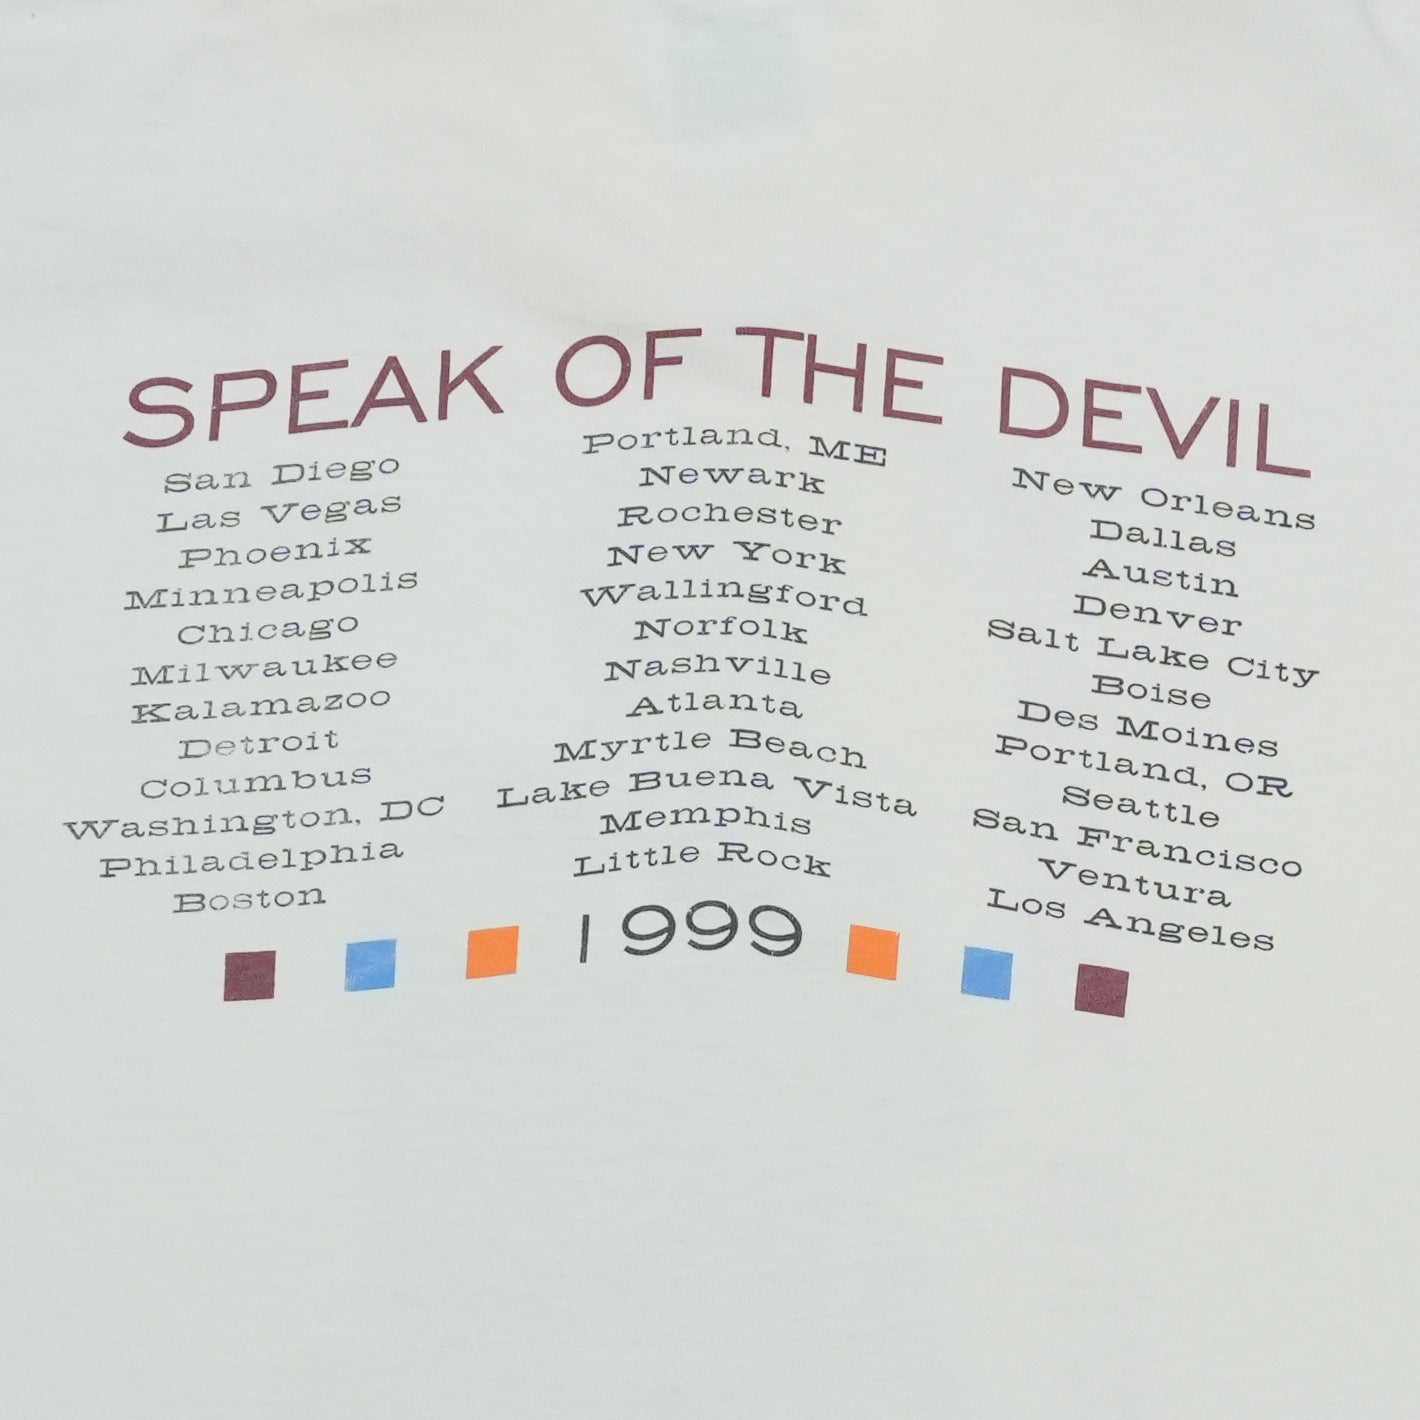 SPEAK OF THE DEVIL
San Diego
Las Vegas
Phoenix
Minneapolis
Chicago
Milwaukee
Kalamazoo
Detroit
Columbus
Washington, DC
Philadelphia
Boston
Portland, ME
Newark
Rochester
New York
Wallingford
Norfolk
Nashville
Atlanta
Myrtle Beach
Lake Buena Vista
Memphis
Little Rock
New Orleans
Dallas
Austin
Denver
Salt Lake City
Boise
Des Moines
Portland, OR
Seattle
San Francisco
Ventura
Los Angeles
1999